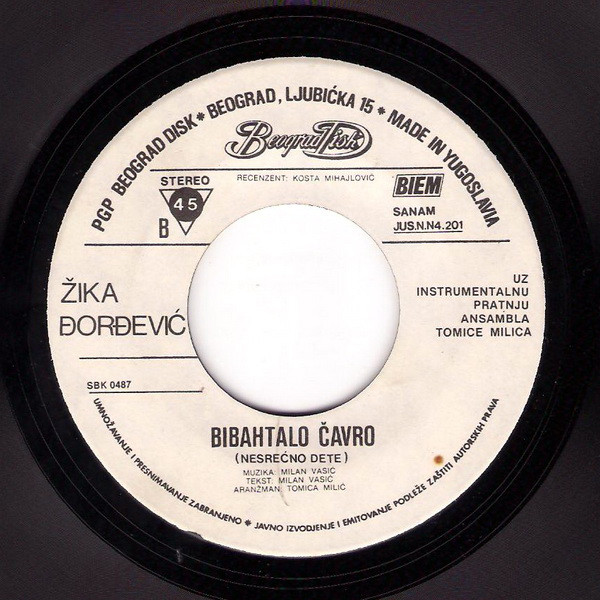 PGP BEOGRAD DISK * BEOGRAD, LJUBIĆKA 15 * MADE IN YUGOSLAVIA
Beograd Disk
RECENZENT: KOSTA MIHAJLOVIĆ
STEREO
45
B
BIEM
SANAM
JUS.N.N4.201
ŽIKA
ĐORĐEVIĆ
UZ
INSTRUMENTALNU
PRATNJU
ANSAMBLA
TOMICE MILICA
SBK 0487
BIBAHTALO ČAVRO
(NESREĆNO DETE)
MUZIKA: MILAN VASIĆ
TEKST: MILAN VASIĆ
ARANŽMAN: TOMICA MILIĆ
UMNOŽAVANJE I PRESNIMAVANJE ZABRANJENO * JAVNO IZVODJENJE I EMITOVANJE PODLEŽE ZAŠTITI AUTORSKIH PRAVA